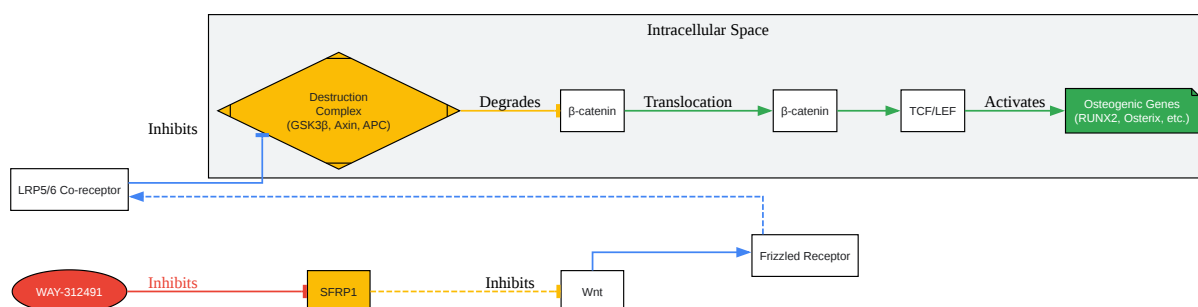 Intracellular Space
Destruction
Complex
(GSK3β, Axin, APC)
Degrades
β-catenin
Translocation
β-catenin
TCF/LEF
Activates
Osteogenic Genes
(RUNX2, Osterix, etc.)
Inhibits
LRP5/6 Co-receptor
Frizzled Receptor
WAY-312491
Inhibits
SFRP1
Inhibits
Wnt